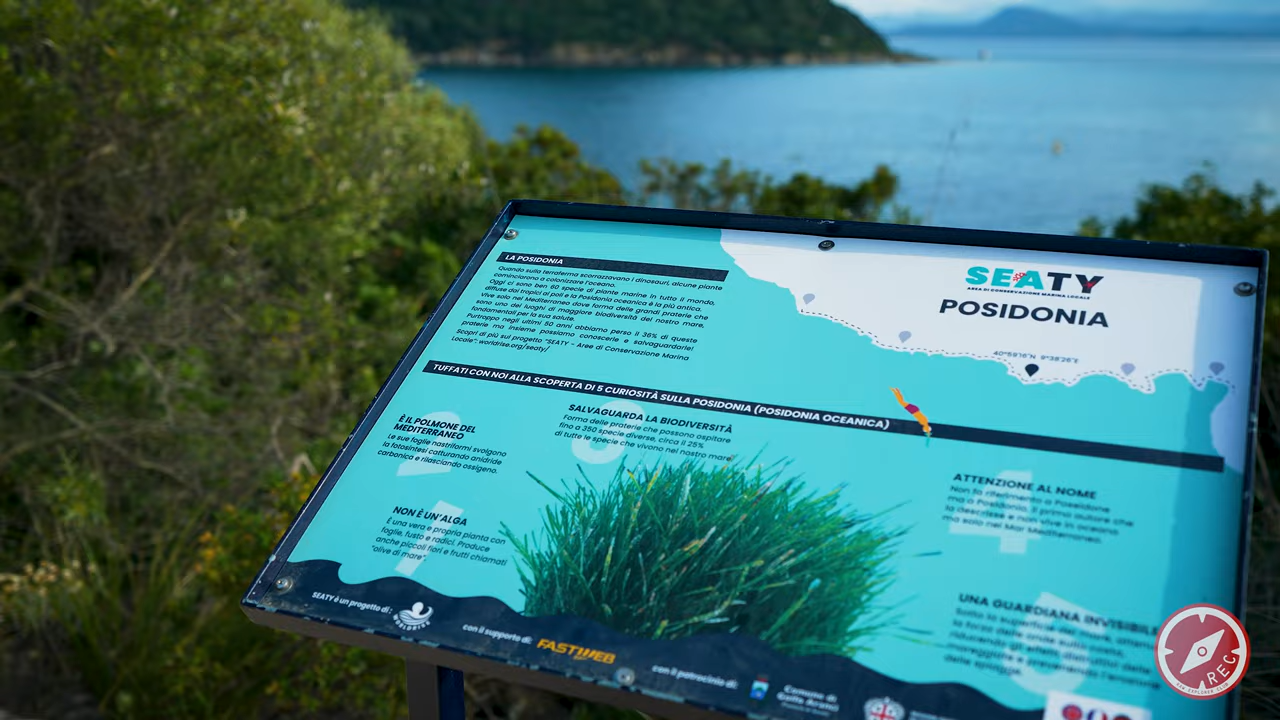 LA POSIDONIA
Quando sulla terraferma scorrazzavano i dinosauri, alcune piante
cominciarono a colonizzare l'oceano.
Oggi ci sono ben 60 specie di piante marine in tutto il mondo,
diffuse dai tropici ai poli e la Posidonia oceanica è la più antica.
Vive solo nel Mediterraneo dove forma delle grandi praterie che
sono uno dei luoghi di maggiore biodiversità del nostro mare,
fondamentali per la sua salute.
Purtroppo negli ultimi 50 anni abbiamo perso il 36% di queste
praterie ma insieme possiamo conoscerle e salvaguardarle!
Scopri di più sul progetto "SEATY - Aree di Conservazione Marina
Locale": worldrise.org/seaty/
SEATY
AREA DI CONSERVAZIONE MARINA LOCALE
POSIDONIA
TUFFATI CON NOI ALLA SCOPERTA DI 5 CURIOSITÀ SULLA POSIDONIA (POSIDONIA OCEANICA)
2
È IL POLMONE DEL
MEDITERRANEO
Le sue foglie nastriformi svolgono
la fotosintesi catturando anidride
carbonica e rilasciando ossigeno.
3
SALVAGUARDA LA BIODIVERSITÀ
Forma delle praterie che possono ospitare
fino a 350 specie diverse, circa il 25%
di tutte le specie che vivono nel nostro mare.
1
NON È UN'ALGA
È una vera e propria pianta con
foglie, fusto e radici. Produce
anche piccoli fiori e frutti chiamati
"olive di mare".
4
ATTENZIONE AL NOME
Non fa riferimento a Poseidone
ma a Posidonio, il primo autore che
la descrisse e non vive in oceano
ma solo nel Mar Mediterraneo.
5
UNA GUARDIANA INVISIBILE
SEATY è un progetto di:
WORLDRISE
con il supporto di:
FASTWEB
con il patrocinio di:
Comune di
Golfo Aranci
REC